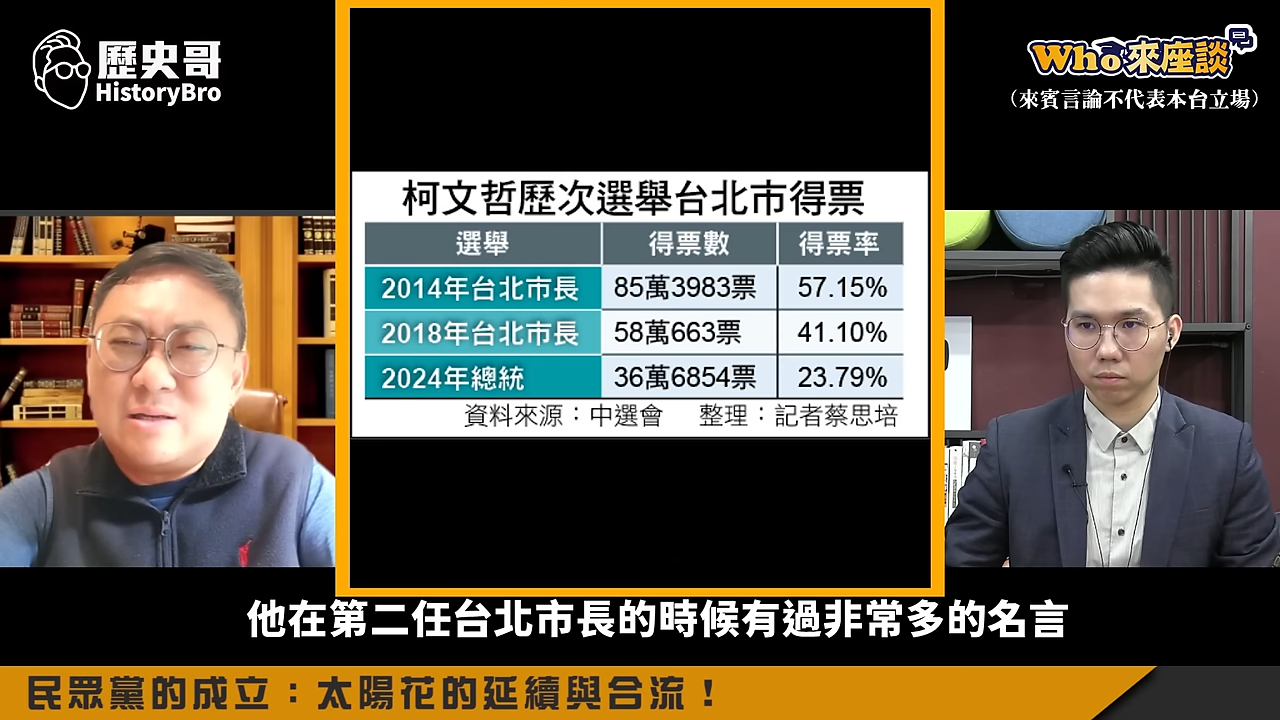 歷史哥
HistoryBro
Who來座談
(來賓言論不代表本台立場)
柯文哲歷次選舉台北市得票
選舉 得票數 得票率
2014年台北市長 85萬3983票 57.15%
2018年台北市長 58萬663票 41.10%
2024年總統 36萬6854票 23.79%
資料來源：中選會 整理：記者蔡思培
他在第二任台北市長的時候有過非常多的名言
民眾黨的成立：太陽花的延續與合流！